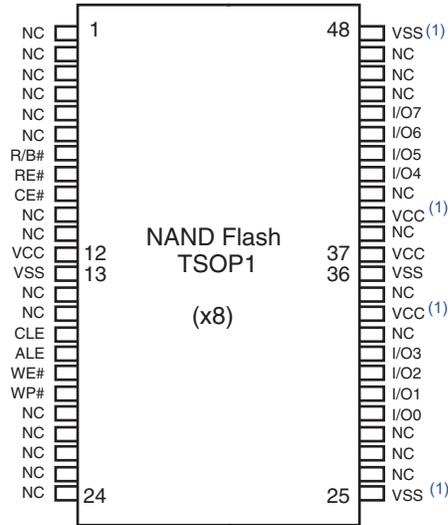 NC 1 48 VSS (1)
NC NC
NC NC
NC NC
NC I/O7
NC I/O6
R/B# I/O5
RE# I/O4
CE# NC
NC VCC (1)
NC NC
VCC 12 NAND Flash 37 VCC
VSS 13 TSOP1 36 VSS
NC NC
NC (x8) VCC (1)
CLE NC
ALE I/O3
WE# I/O2
WP# I/O1
NC I/O0
NC NC
NC NC
NC NC
NC 24 25 VSS (1)